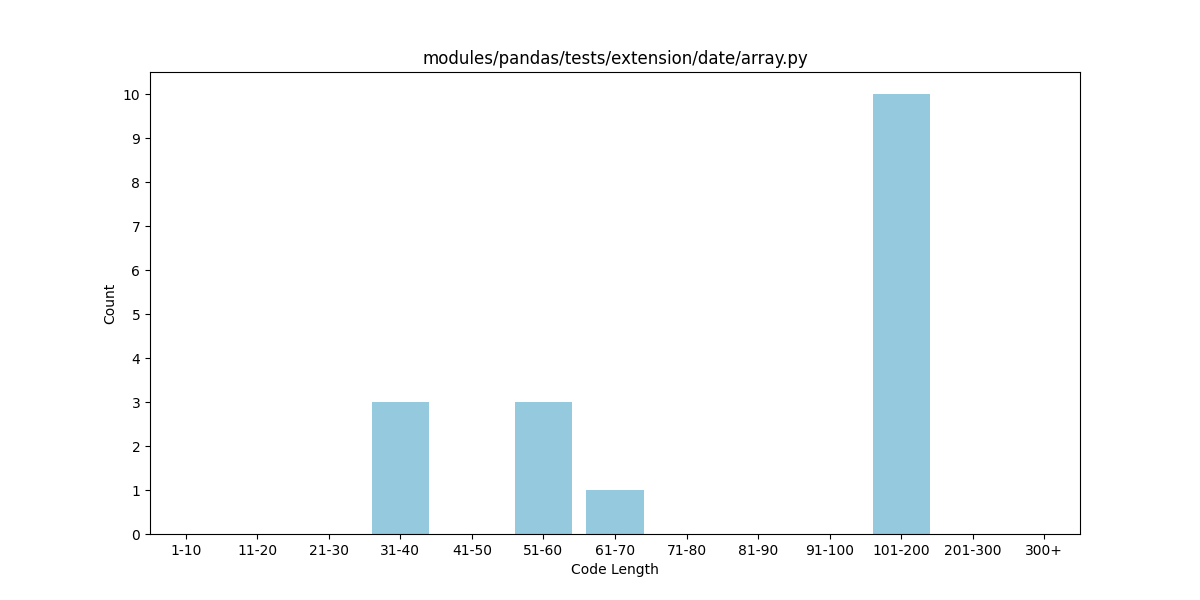 modules/pandas/tests/extension/date/array.py
10
9
8
7
6
5
4
3
2
1
0
Count
1-10 11-20 21-30 31-40 41-50 51-60 61-70 71-80 81-90 91-100 101-200 201-300 300+
Code Length